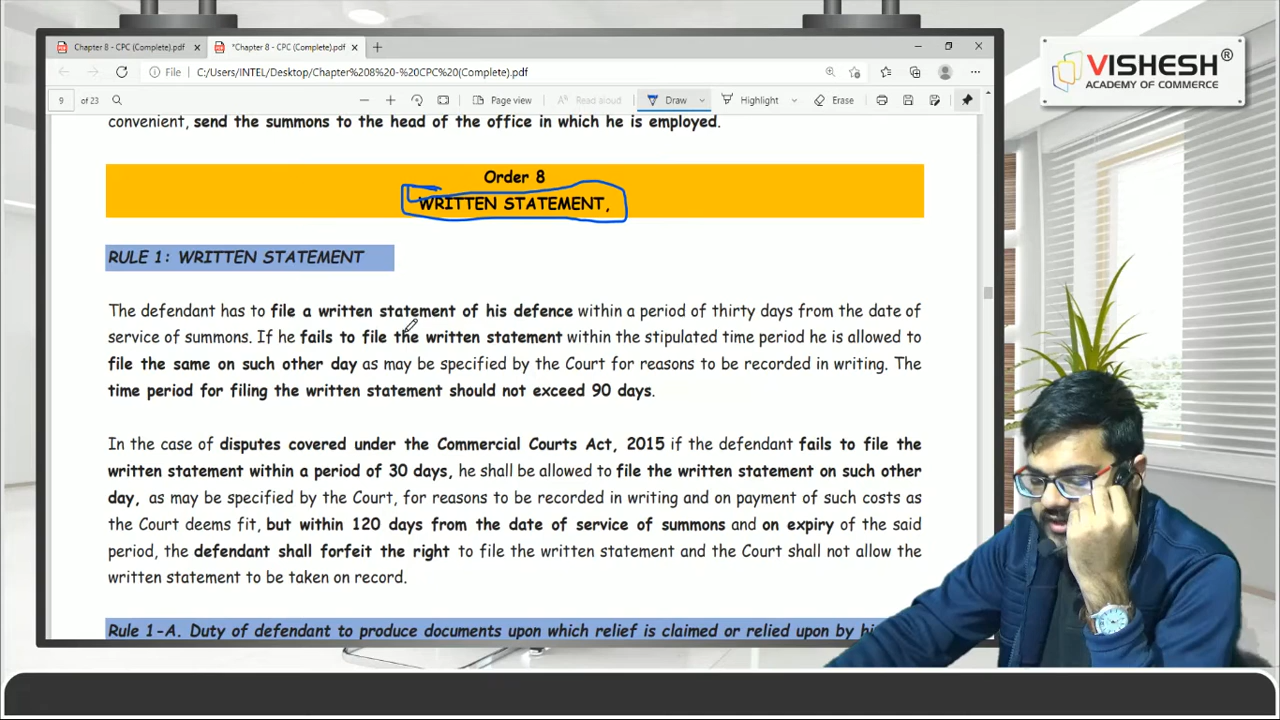 Chapter 8 - CPC (Complete).pdf
*Chapter 8 - CPC (Complete).pdf
File
C:/Users/INTEL/Desktop/Chapter%208%20-%20CPC%20(Complete).pdf
9 of 23
Page view
Read aloud
Draw
Highlight
Erase
VISHESH®
ACADEMY OF COMMERCE
convenient, send the summons to the head of the office in which he is employed.
Order 8
WRITTEN STATEMENT,
RULE 1: WRITTEN STATEMENT
The defendant has to file a written statement of his defence within a period of thirty days from the date of
service of summons. If he fails to file the written statement within the stipulated time period he is allowed to
file the same on such other day as may be specified by the Court for reasons to be recorded in writing. The
time period for filing the written statement should not exceed 90 days.
In the case of disputes covered under the Commercial Courts Act, 2015 if the defendant fails to file the
written statement within a period of 30 days, he shall be allowed to file the written statement on such other
day, as may be specified by the Court, for reasons to be recorded in writing and on payment of such costs as
the Court deems fit, but within 120 days from the date of service of summons and on expiry of the said
period, the defendant shall forfeit the right to file the written statement and the Court shall not allow the
written statement to be taken on record.
Rule 1-A. Duty of defendant to produce documents upon which relief is claimed or relied upon by